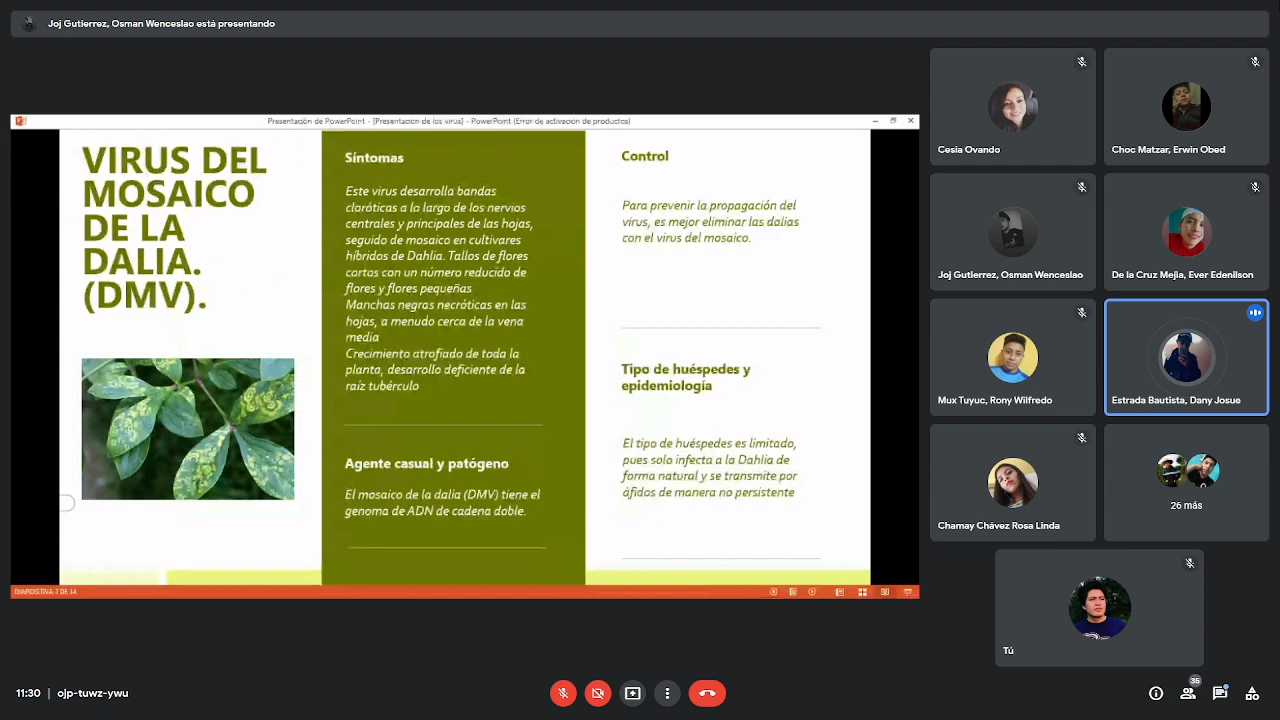 Joj Gutierrez, Osman Wenceslao está presentando
Presentación de PowerPoint - [Presentacion de los virus] - PowerPoint (Error de activación de productos)
VIRUS DEL
MOSAICO
DE LA
DALIA.
(DMV).
Síntomas
Este virus desarrolla bandas
cloróticas a la largo de los nervios
centrales y principales de las hojas,
seguido de mosaico en cultivares
híbridos de Dahlia. Tallos de flores
cortos con un número reducido de
flores y flores pequeñas
Manchas negras necróticas en las
hojas, a menudo cerca de la vena
media
Crecimiento atrofiado de toda la
planta, desarrollo deficiente de la
raíz tubérculo
Agente casual y patógeno
El mosaico de la dalia (DMV) tiene el
genoma de ADN de cadena doble.
Control
Para prevenir la propagación del
virus, es mejor eliminar las dalias
con el virus del mosaico.
Tipo de huéspedes y
epidemiología
El tipo de huéspedes es limitado,
pues solo infecta a la Dahlia de
forma natural y se transmite por
áfidos de manera no persistente
DIAPOSITIVA 7 DE 14
Cesia Ovando
Choc Matzar, Erwin Obed
Joj Gutierrez, Osman Wenceslao
De la Cruz Mejía, Ever Edenilson
Mux Tuyuc, Rony Wilfredo
Estrada Bautista, Dany Josue
Chamay Chávez Rosa Linda
26 más
Tú
11:30 | ojp-tuwz-ywu
35